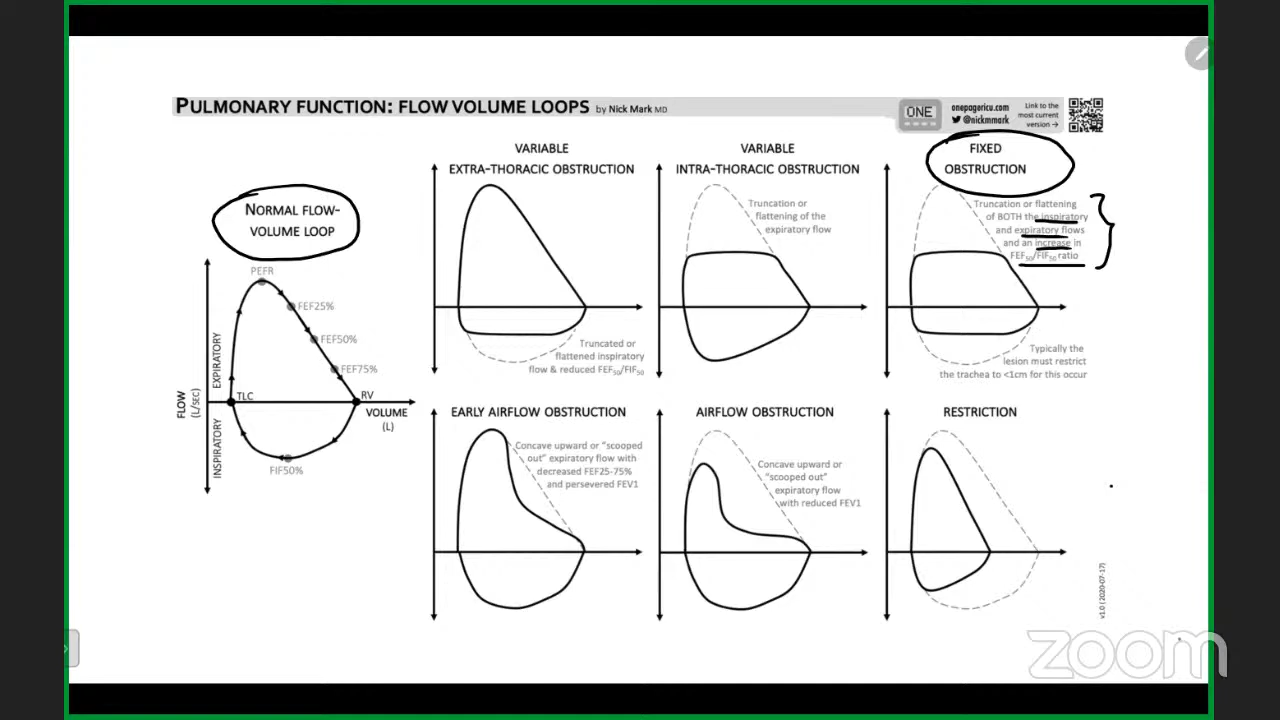 PULMONARY FUNCTION: FLOW VOLUME LOOPS by Nick Mark MD
ONE
onepagericu.com
@nickmmark
Link to the
most current
version →
NORMAL FLOW-
VOLUME LOOP
PEFR
FEF25%
FEF50%
FEF75%
TLC
RV
VOLUME
(L)
FLOW
(L/SEC)
EXPIRATORY
INSPIRATORY
FIF50%
VARIABLE
EXTRA-THORACIC OBSTRUCTION
Truncated or
flattened inspiratory
flow & reduced FEF50/FIF50
VARIABLE
INTRA-THORACIC OBSTRUCTION
Truncation or
flattening of the
expiratory flow
FIXED
OBSTRUCTION
Truncation or flattening
of BOTH the inspiratory
and expiratory flows
and an increase in
FEF50/FIF50 ratio
Typically the
lesion must restrict
the trachea to <1cm for this occur
EARLY AIRFLOW OBSTRUCTION
Concave upward or “scooped
out” expiratory flow with
decreased FEF25-75%
and persevered FEV1
AIRFLOW OBSTRUCTION
Concave upward or
“scooped out”
expiratory flow
with reduced FEV1
RESTRICTION
v1.0 (2020-07-17)
zoom